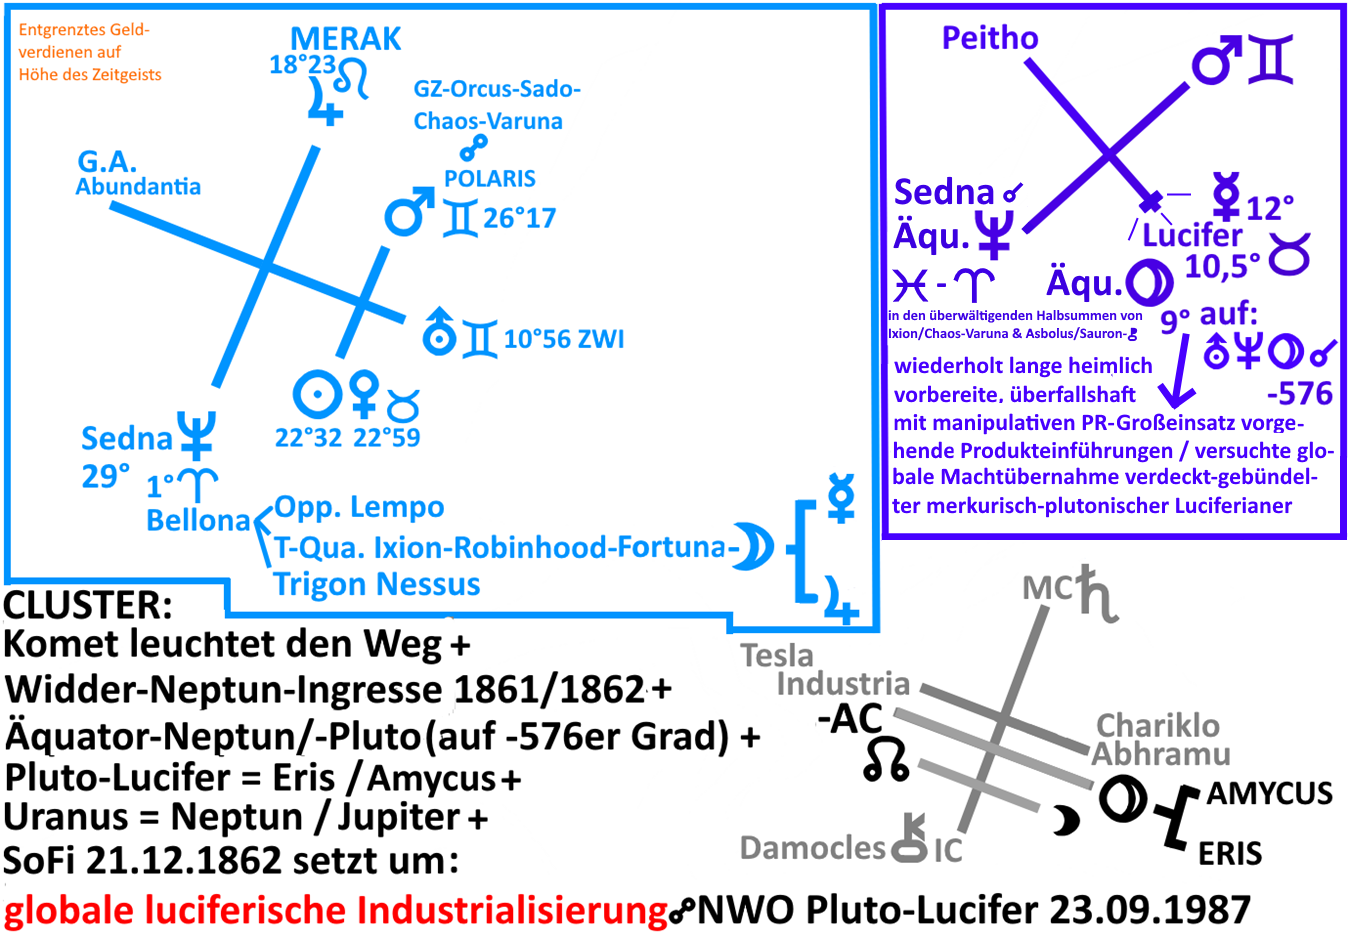 Entgrenztes Geld-
verdienen auf
Höhe des Zeitgeists
MERAK
18°23 ♌
♃
GZ-Orcus-Sado-
Chaos-Varuna
☍
POLARIS
♂ ♊ 26°17
G.A.
Abundantia
⛢ ♊ 10°56 ZWI
☉ ♀ ♉
22°32 22°59
Sedna ♆
29°
1° ♈
Bellona
Opp. Lempo
T-Qua. Ixion-Robinhood-Fortuna-☽
Trigon Nessus
☿
♃
Peitho
♂ ♊
Sedna ☌
Äqu. ♆
♓ - ♈
☿ 12°
Lucifer
10,5° ♉
Äqu.
9° auf:
⛢ ♆ ☌
-576
in den überwältigenden Halbsummen von
Ixion/Chaos-Varuna & Asbolus/Sauron-⚷
wiederholt lange heimlich
vorbereite, überfallshaft
mit manipulativen PR-Großeinsatz vorge-
hende Produkteinführungen / versuchte glo-
bale Machtübernahme verdeckt-gebündel-
ter merkurisch-plutonischer Luciferianer
CLUSTER:
Komet leuchtet den Weg +
Widder-Neptun-Ingresse 1861/1862 +
Äquator-Neptun/-Pluto (auf -576er Grad) +
Pluto-Lucifer = Eris / Amycus +
Uranus = Neptun / Jupiter +
SoFi 21.12.1862 setzt um:
globale luciferische Industrialisierung ☍ NWO Pluto-Lucifer 23.09.1987
MC ♄
Tesla
Industria
-AC
☊
Chariklo
Abhramu
AMYCUS
ERIS
Damocles ⚷ IC